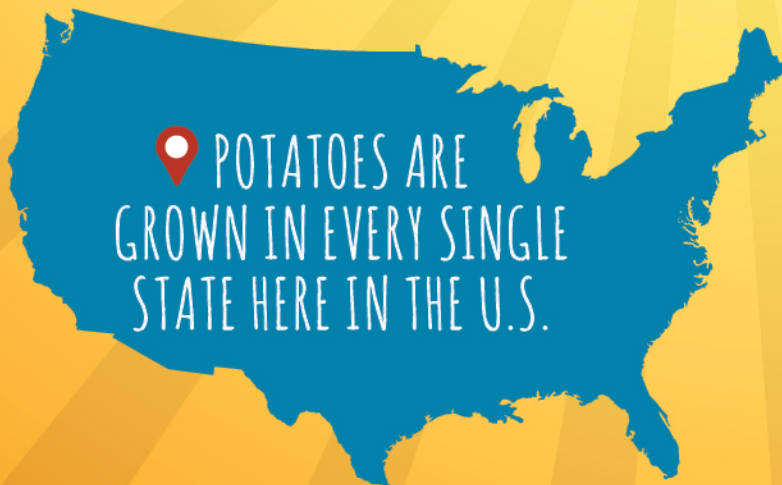 POTATOES ARE
GROWN IN EVERY SINGLE
STATE HERE IN THE U.S.